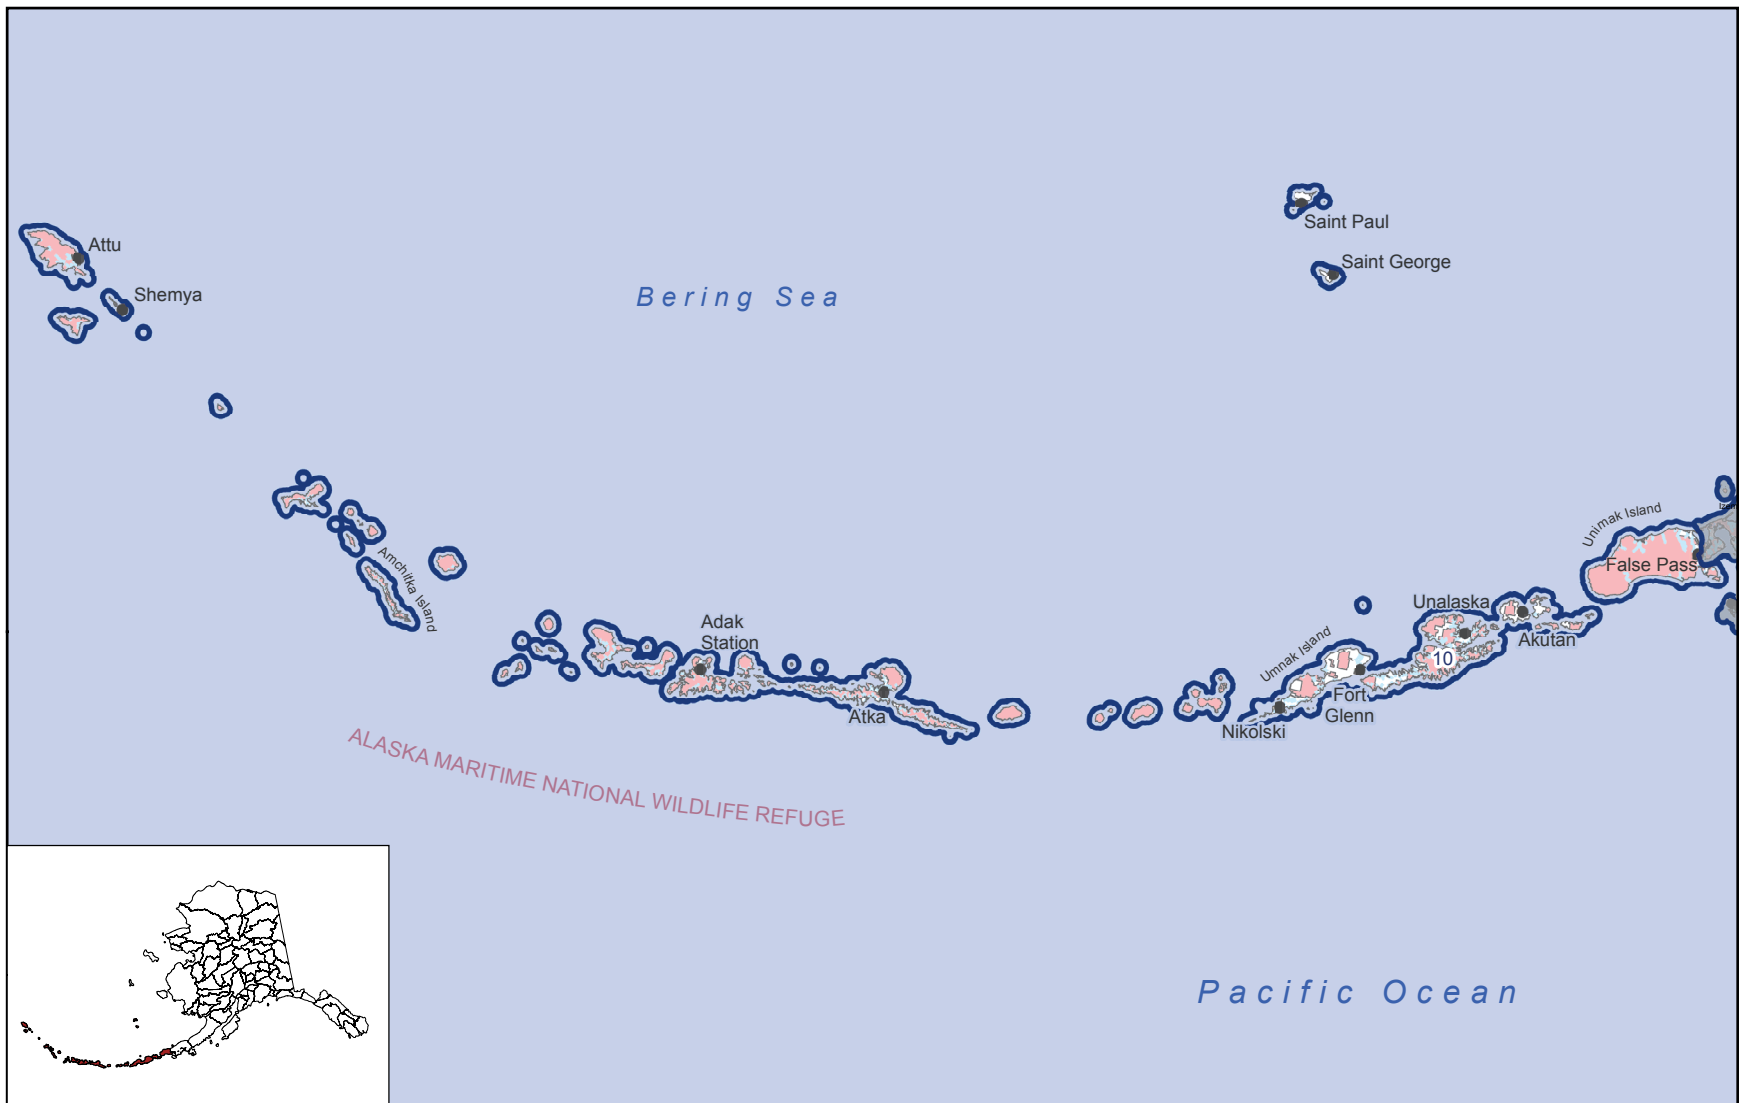 Saint Paul
Attu
Saint George
Shemya
Bering Sea
Izem
Unimak Island
Amchitka Island
False Pass
Unalaska
Adak
Station
Akutan
Umnak Island
10
Fort
Glenn
Atka
Nikolski
ALASKA MARITIME NATIONAL WILDLIFE REFUGE
Pacific Ocean